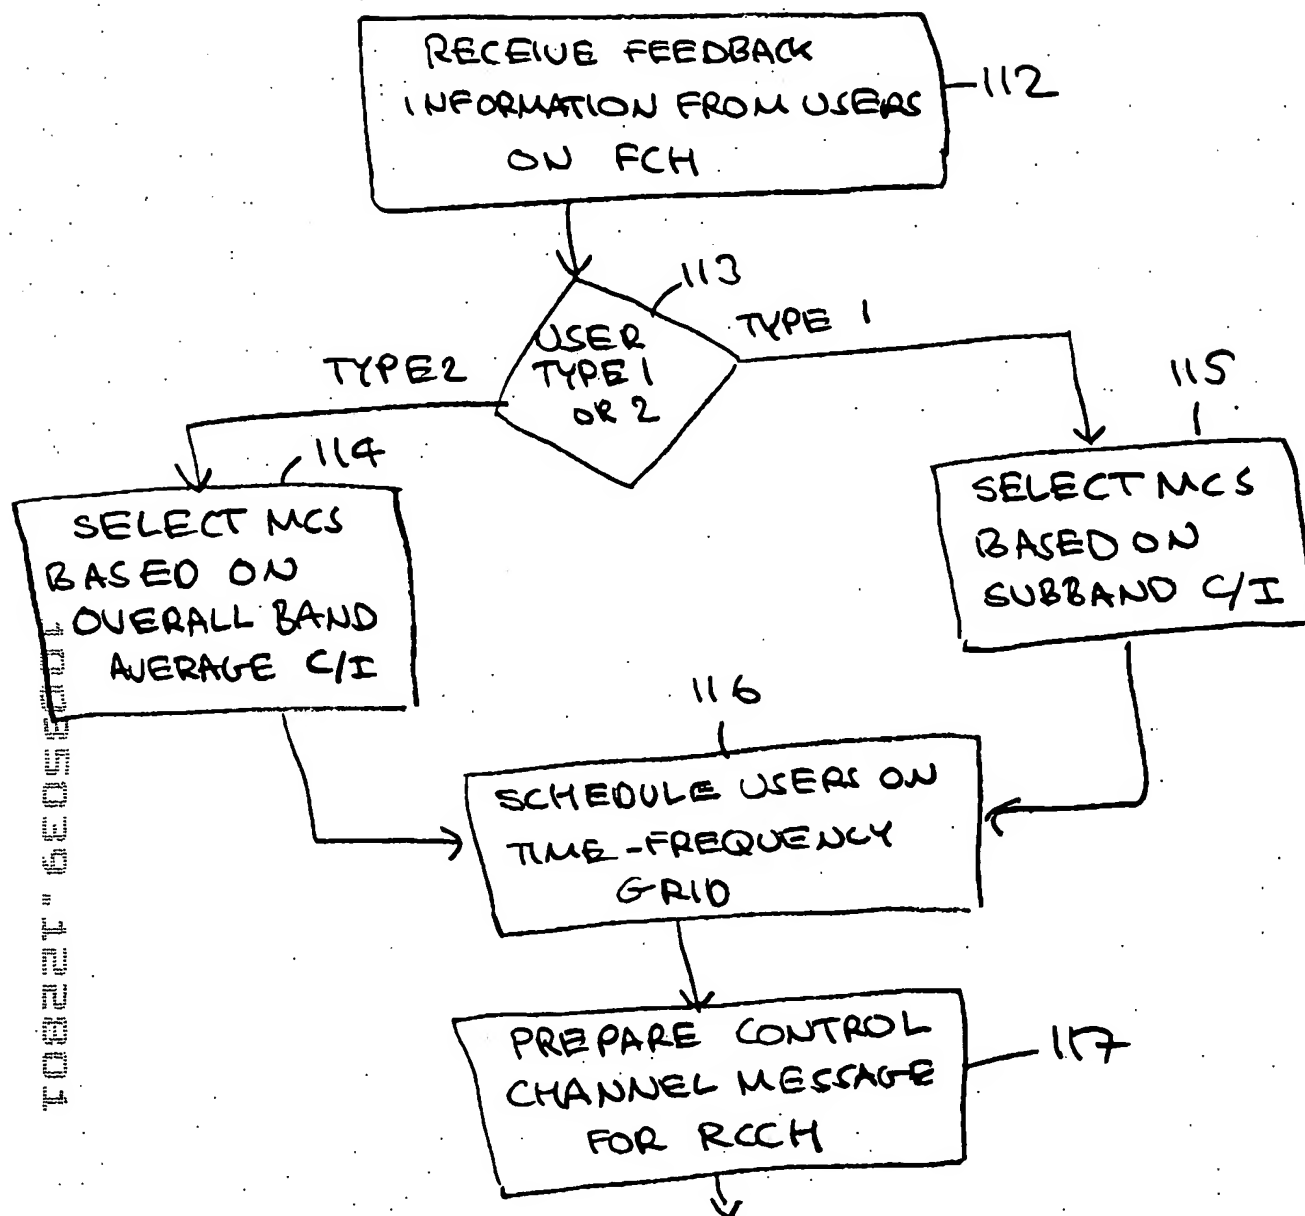 RECEIVE FEEDBACK
INFORMATION FROM USERS
ON FCH
112
113
USER
TYPE 1
OR 2
TYPE 1
TYPE 2
114
SELECT MCS
BASED ON
OVERALL BAND
AVERAGE C/I
115
SELECT MCS
BASED ON
SUBBAND C/I
116
SCHEDULE USERS ON
TIME-FREQUENCY
GRID
PREPARE CONTROL
CHANNEL MESSAGE
FOR RCCH
117